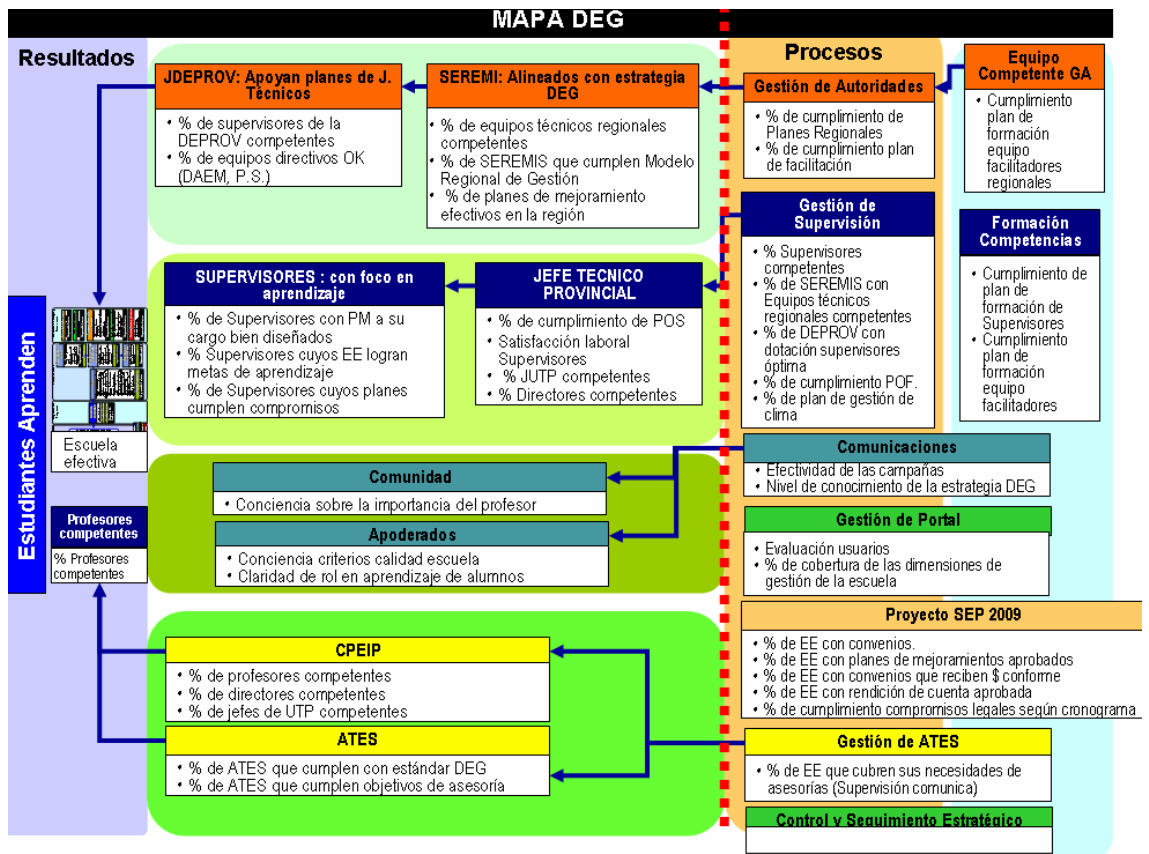 MAPA DEG
Resultados
Procesos
JDEPROV: Apoyan planes de J.
Técnicos
• % de supervisores de la
DEPROV competentes
• % de equipos directivos OK
(DAEM, P.S.)
SEREMI: Alineados con estrategia
DEG
• % de equipos técnicos regionales
competentes
• % de SEREMIS que cumplen Modelo
Regional de Gestión
• % de planes de mejoramiento
efectivos en la región
Gestión de Autoridades
• % de cumplimiento de
Planes Regionales
• % de cumplimiento plan
de facilitación
Equipo
Competente GA
• Cumplimiento
plan de
formación
equipo
facilitadores
regionales
Gestión de
Supervisión
• % Supervisores
competentes
• % de SEREMIS con
Equipos técnicos
regionales competentes
• % de DEPROV con
dotación supervisores
óptima
• % de cumplimiento POF.
• % de plan de gestión de
clima
Formación
Competencias
• Cumplimiento de
plan de
formación de
Supervisores
• Cumplimiento
plan de
formación
equipo
facilitadores
SUPERVISORES : con foco en
aprendizaje
• % de Supervisores con PM a su
cargo bien diseñados
• % Supervisores cuyos EE logran
metas de aprendizaje
• % de Supervisores cuyos planes
cumplen compromisos
JEFE TECNICO
PROVINCIAL
• % de cumplimiento de POS
• Satisfacción laboral
Supervisores
• % JUTP competentes
• % Directores competentes
Estudiantes Aprenden
Escuela
efectiva
Profesores
competentes
% Profesores
competentes
Comunidad
• Conciencia sobre la importancia del profesor
Apoderados
• Conciencia criterios calidad escuela
• Claridad de rol en aprendizaje de alumnos
Comunicaciones
• Efectividad de las campañas
• Nivel de conocimiento de la estrategia DEG
Gestión de Portal
• Evaluación usuarios
• % de cobertura de las dimensiones de
gestión de la escuela
Proyecto SEP 2009
• % de EE con convenios.
• % de EE con planes de mejoramientos aprobados
• % de EE con convenios que reciben $ conforme
• % de EE con rendición de cuenta aprobada
• % de cumplimiento compromisos legales según cronograma
CPEIP
• % de profesores competentes
• % de directores competentes
• % de jefes de UTP competentes
ATES
• % de ATES que cumplen con estándar DEG
• % de ATES que cumplen objetivos de asesoría
Gestión de ATES
• % de EE que cubren sus necesidades de
asesorías (Supervisión comunica)
Control y Seguimiento Estratégico